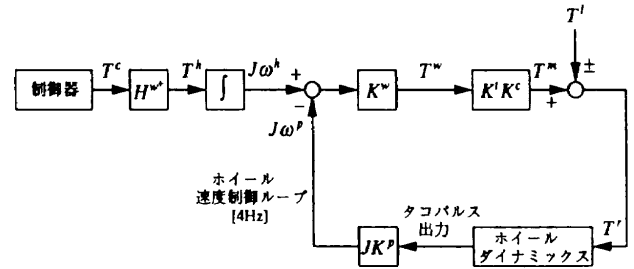 T^l
制御器
T^c
H^{w+}
T^h
∫
Jω^h
+
−
K^w
T^w
K^t K^c
T^m
+
±
Jω^p
ホイール
速度制御ループ
[4Hz]
JK^p
タコパルス
出力
ホイール
ダイナミックス
T^r